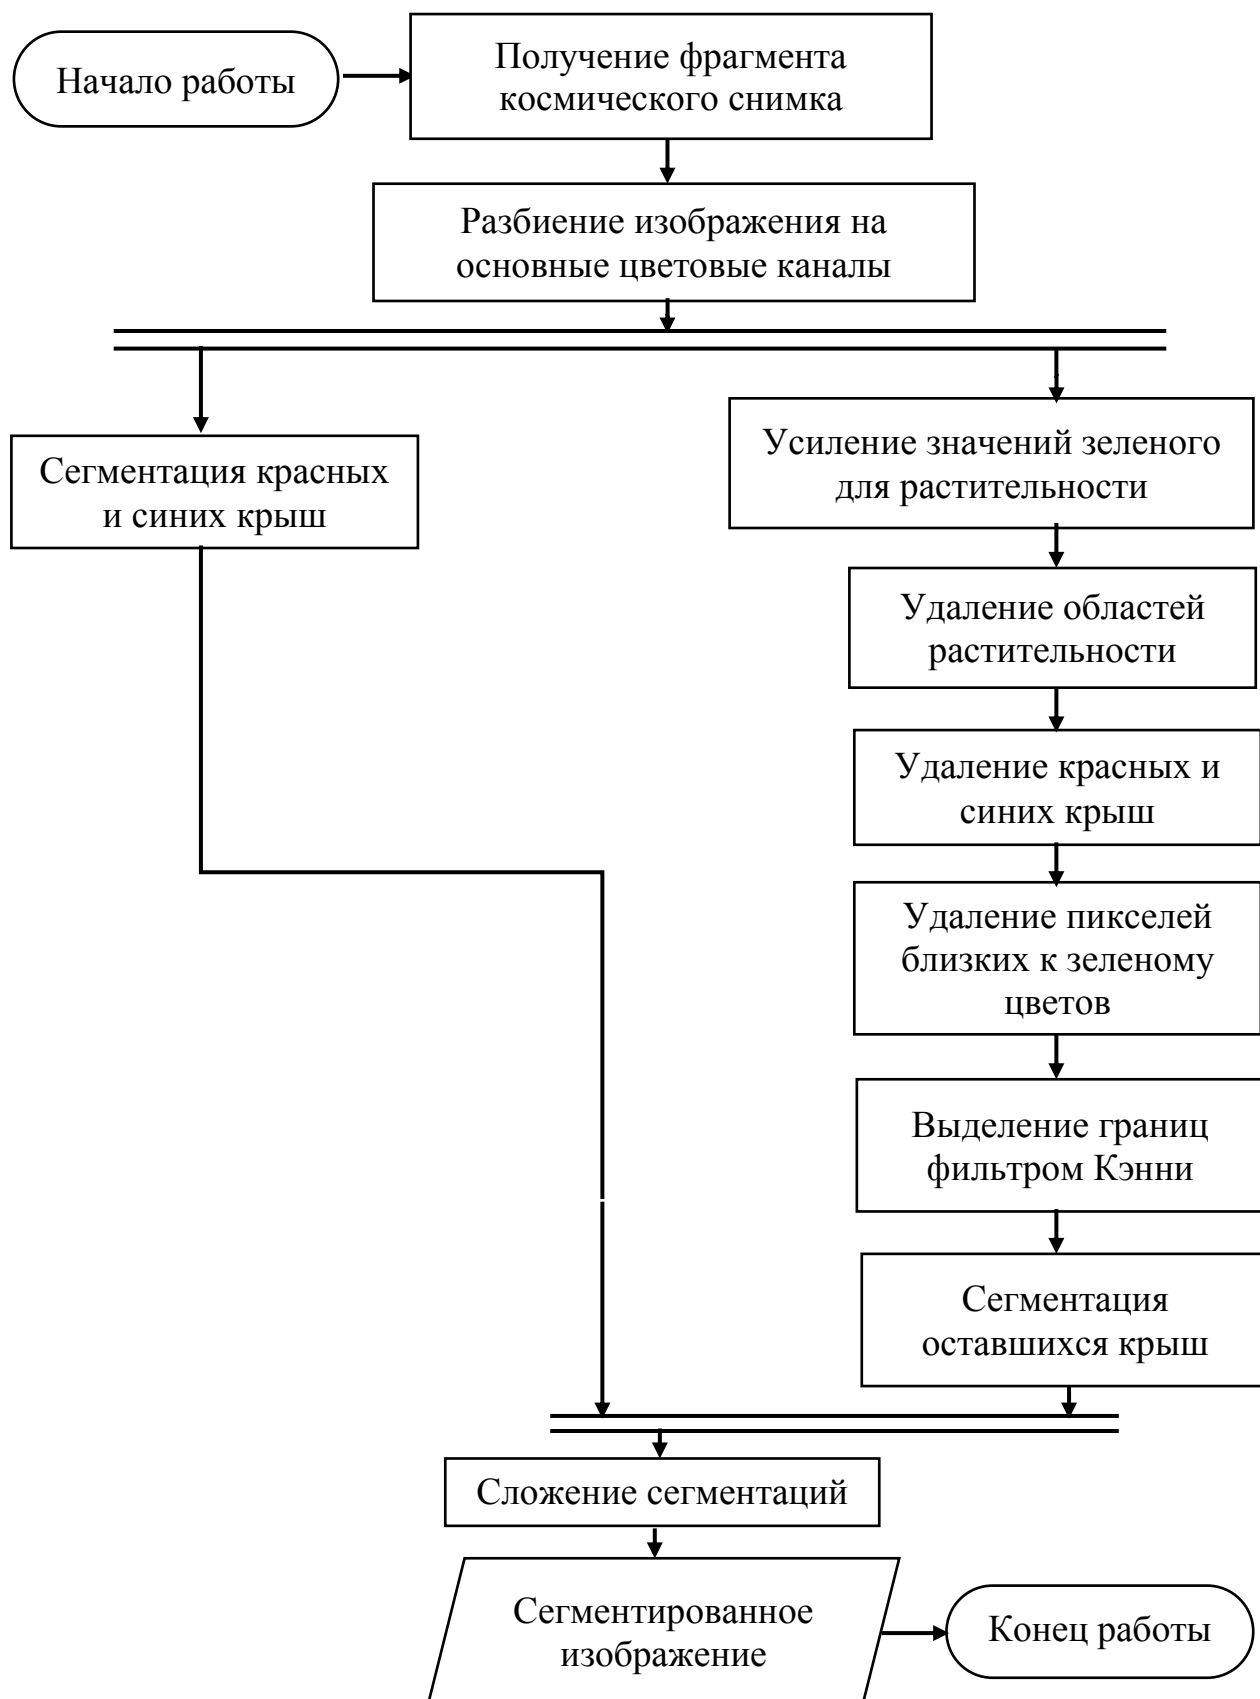 Начало работы
Получение фрагмента
космического снимка
Разбиение изображения на
основные цветовые каналы
Сегментация красных
и синих крыш
Усиление значений зеленого
для растительности
Удаление областей
растительности
Удаление красных и
синих крыш
Удаление пикселей
близких к зеленому
цветов
Выделение границ
фильтром Кэнни
Сегментация
оставшихся крыш
Сложение сегментаций
Сегментированное
изображение
Конец работы